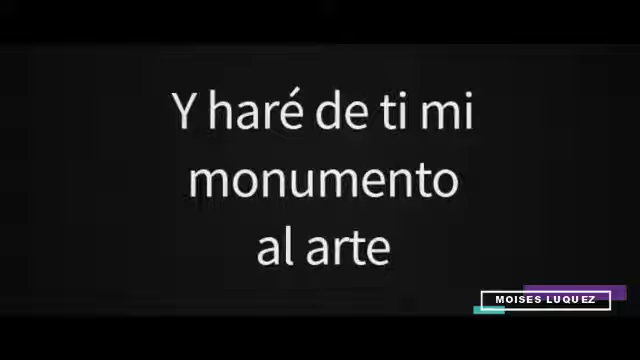 Y haré de ti mi
monumento
al arte
MOISES LUQUEZ